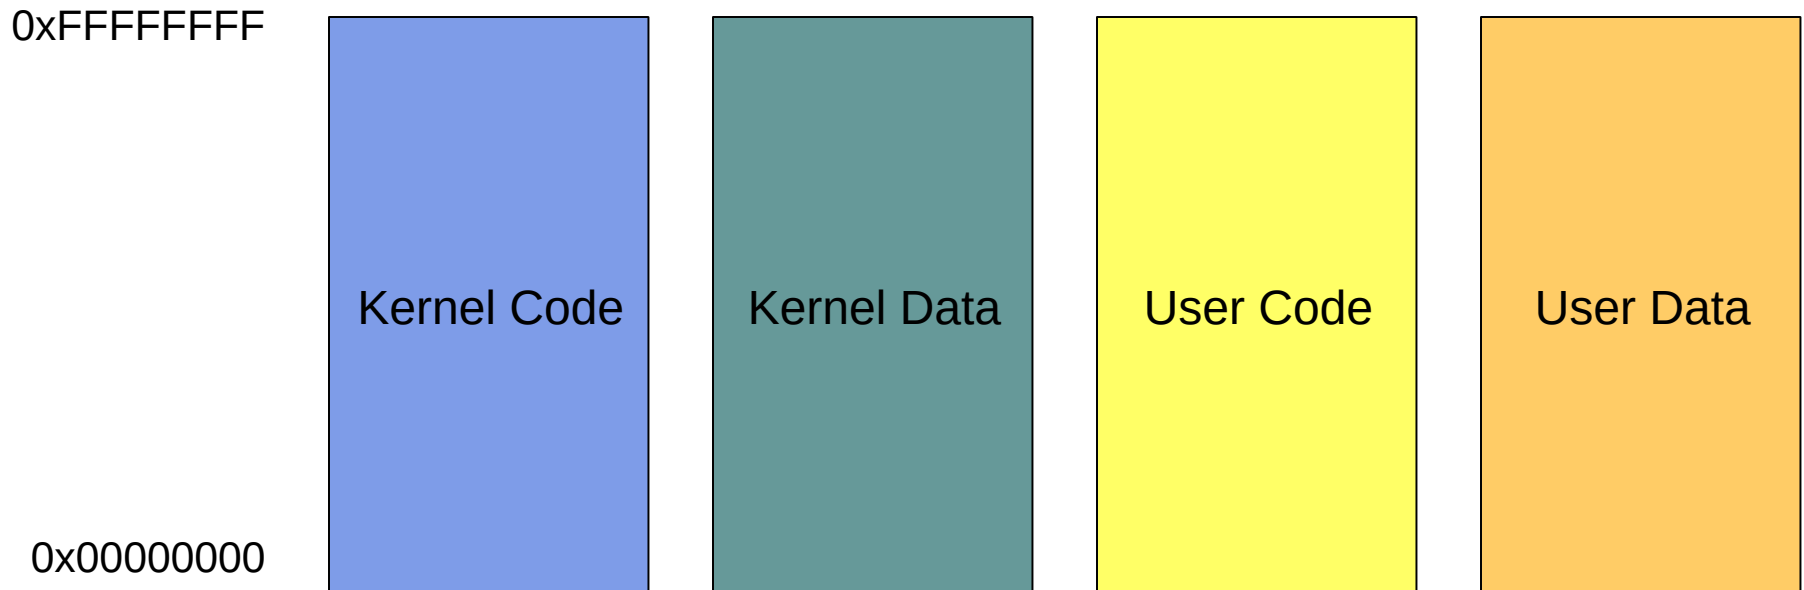 0xFFFFFFFF
Kernel Code
Kernel Data
User Code
User Data
0x00000000